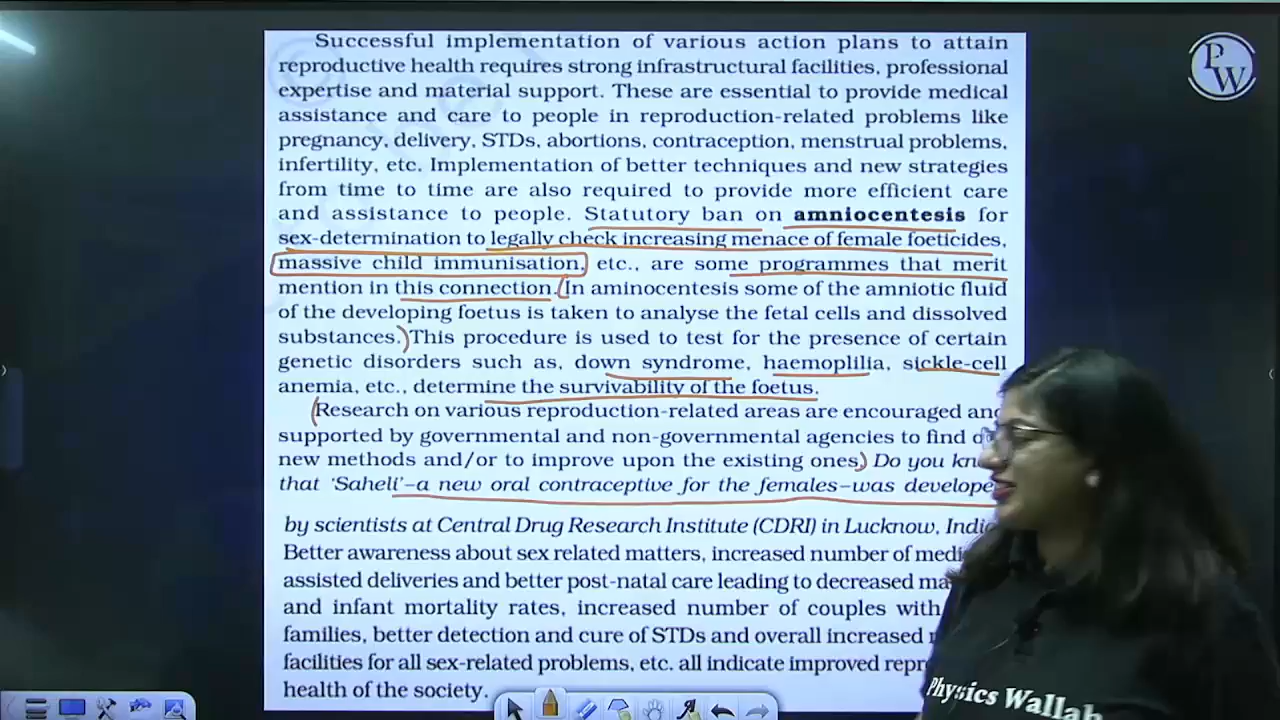 Successful implementation of various action plans to attain
reproductive health requires strong infrastructural facilities, professional
expertise and material support. These are essential to provide medical
assistance and care to people in reproduction-related problems like
pregnancy, delivery, STDs, abortions, contraception, menstrual problems,
infertility, etc. Implementation of better techniques and new strategies
from time to time are also required to provide more efficient care
and assistance to people. Statutory ban on amniocentesis for
sex-determination to legally check increasing menace of female foeticides,
massive child immunisation, etc., are some programmes that merit
mention in this connection. In aminocentesis some of the amniotic fluid
of the developing foetus is taken to analyse the fetal cells and dissolved
substances. This procedure is used to test for the presence of certain
genetic disorders such as, down syndrome, haemoplilia, sickle-cell
anemia, etc., determine the survivability of the foetus.
Research on various reproduction-related areas are encouraged and
supported by governmental and non-governmental agencies to find
new methods and/or to improve upon the existing ones. Do you
that 'Saheli'–a new oral contraceptive for the females–was
by scientists at Central Drug Research Institute (CDRI) in Lucknow,
Better awareness about sex related matters, increased number of
assisted deliveries and better post-natal care leading to decreased
and infant mortality rates, increased number of couples with
families, better detection and cure of STDs and overall increased
facilities for all sex-related problems, etc. all indicate improved
health of the society.
PW
Physics Wallah